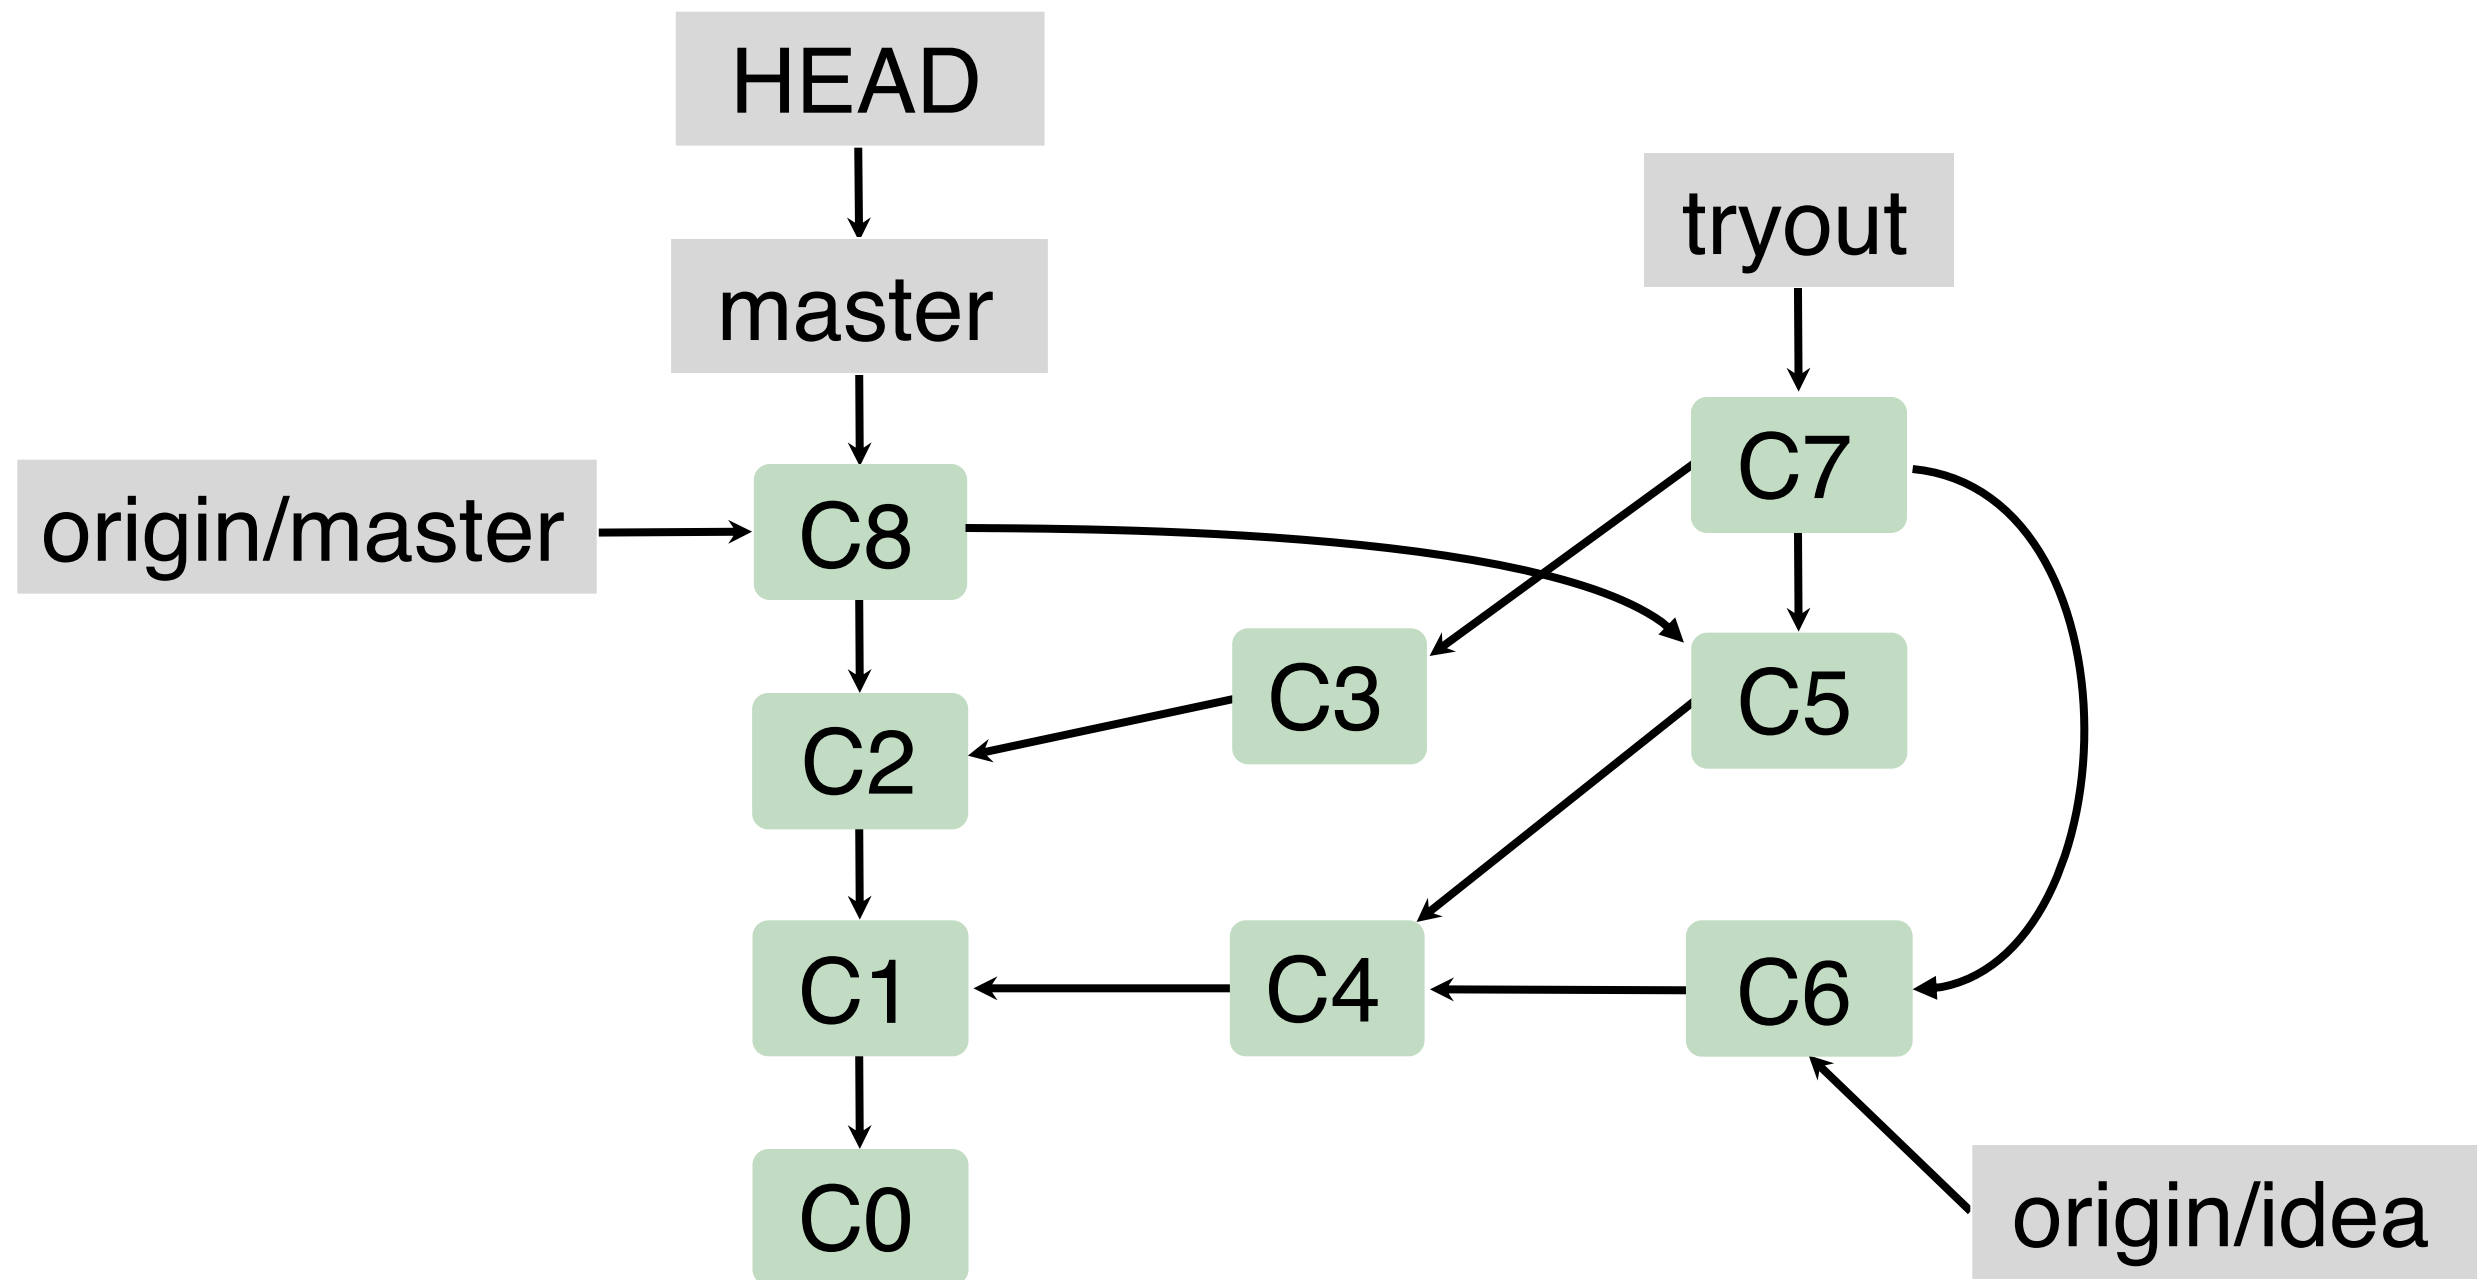 HEAD
tryout
master
C7
origin/master
C8
C3
C5
C2
C1
C4
C6
C0
origin/idea